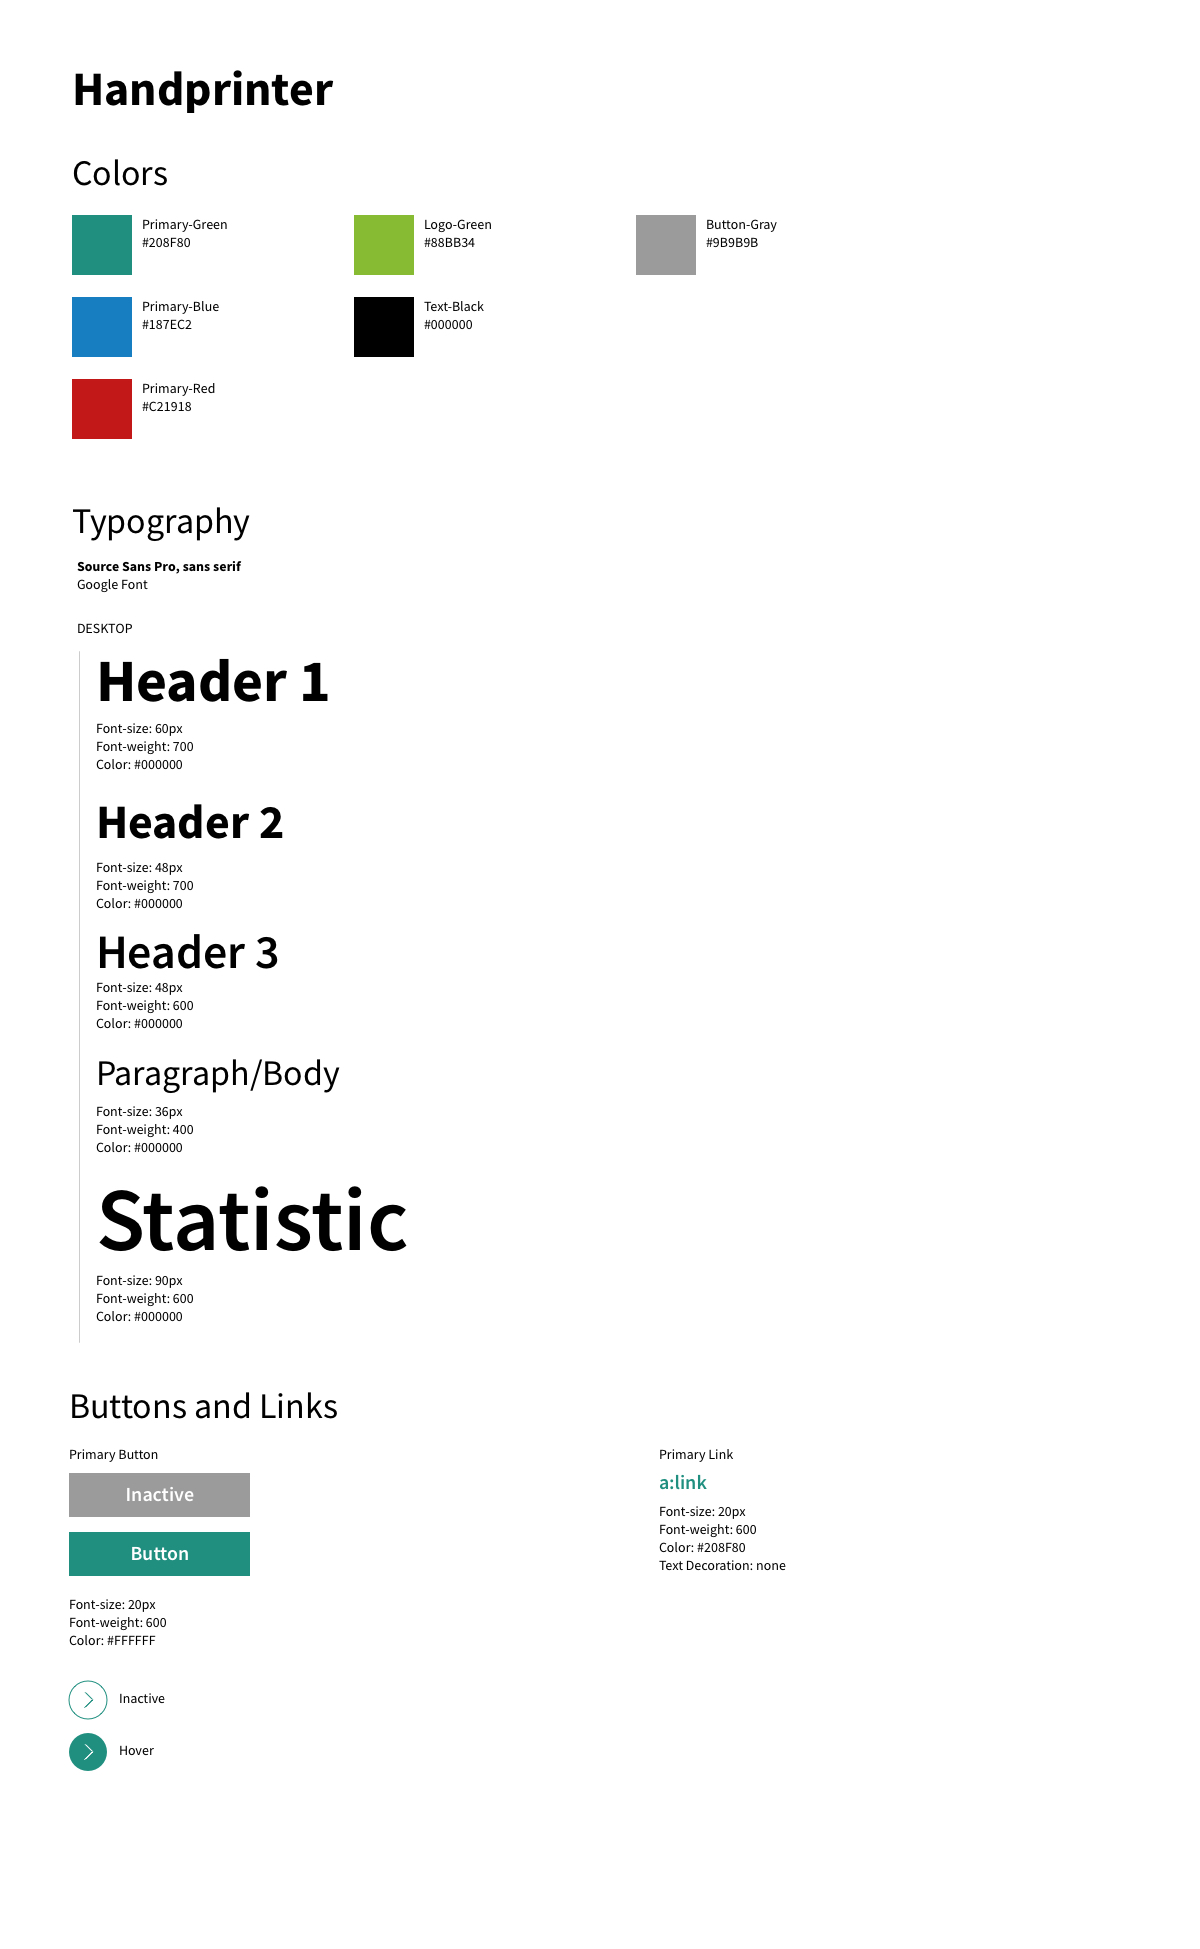 Handprinter
Colors
Primary-Green
#208F80
Logo-Green
#88BB34
Button-Gray
#9B9B9B
Primary-Blue
#187EC2
Text-Black
#000000
Primary-Red
#C21918
Typography
Source Sans Pro, sans serif
Google Font
DESKTOP
Header 1
Font-size: 60px
Font-weight: 700
Color: #000000
Header 2
Font-size: 48px
Font-weight: 700
Color: #000000
Header 3
Font-size: 48px
Font-weight: 600
Color: #000000
Paragraph/Body
Font-size: 36px
Font-weight: 400
Color: #000000
Statistic
Font-size: 90px
Font-weight: 600
Color: #000000
Buttons and Links
Primary Button
Inactive
Button
Font-size: 20px
Font-weight: 600
Color: #FFFFFF
Inactive
Hover
Primary Link
a:link
Font-size: 20px
Font-weight: 600
Color: #208F80
Text Decoration: none